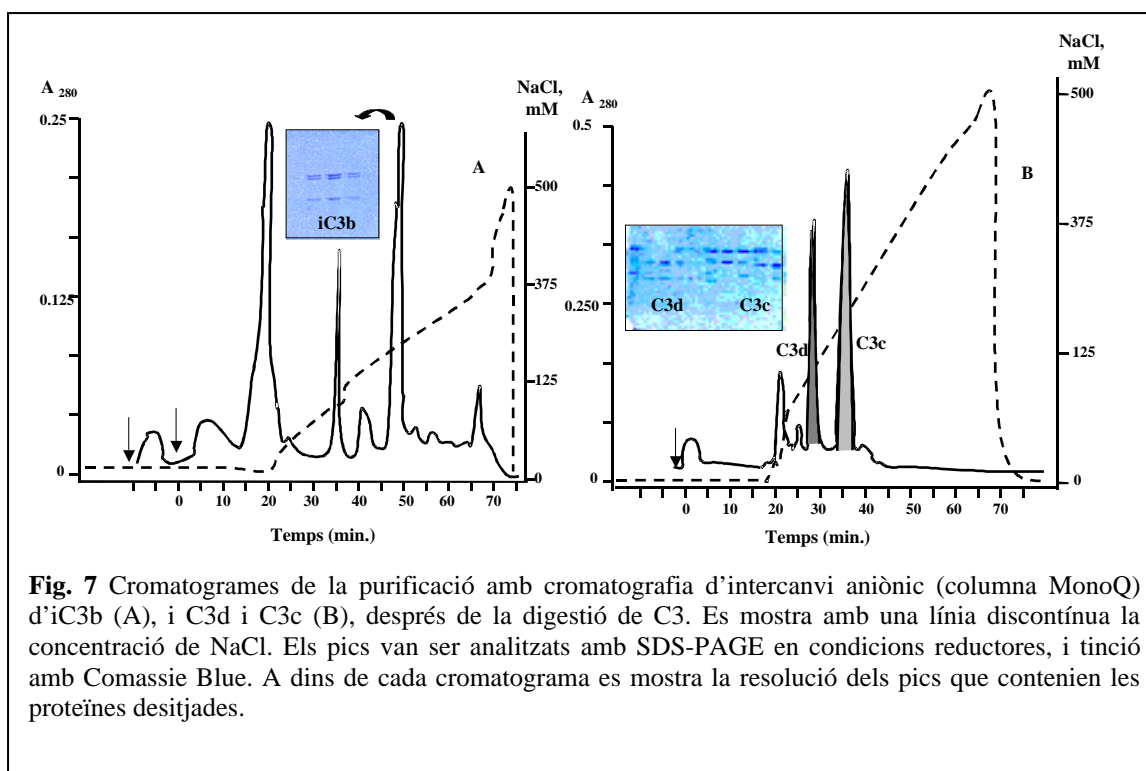 NaCl,
mM
A 280
0.25
0.125
0
iC3b
A
500
375
125
0
0 10 20 30 40 50 60 70
Temps (min.)
NaCl,
mM
A 280
0.5
0.250
0
C3d C3c
C3d
C3c
B
500
375
125
0
0 10 20 30 40 50 60 70
Temps (min.)
Fig. 7 Cromatogrames de la purificació amb cromatografia d'intercanvi aniònic (columna MonoQ)
d'iC3b (A), i C3d i C3c (B), després de la digestió de C3. Es mostra amb una línia discontínua la
concentració de NaCl. Els pics van ser analitzats amb SDS-PAGE en condicions reductores, i tinció
amb Comassie Blue. A dins de cada cromatograma es mostra la resolució dels pics que contenien les
proteïnes desitjades.